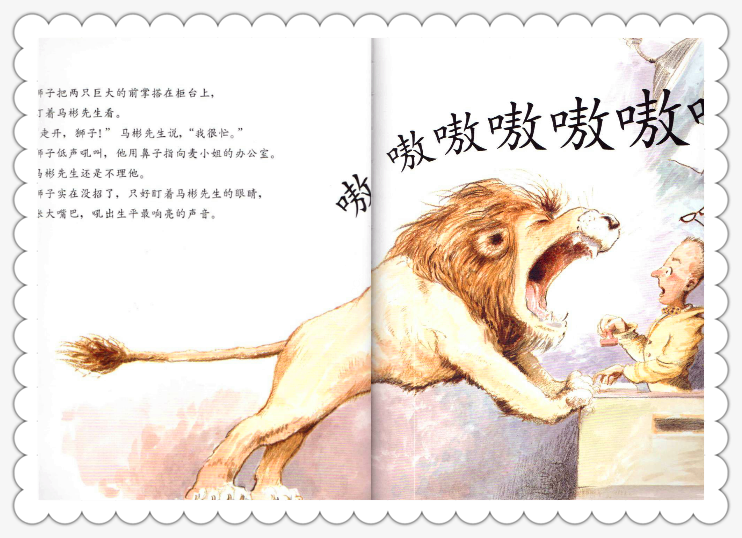 狮子把两只巨大的前掌搭在柜台上，
盯着马彬先生看。
走开，狮子！” 马彬先生说，“我很忙。”
狮子低声吼叫，他用鼻子指向麦小姐的办公室。
马彬先生还是不理他。
狮子实在没招了，只好盯着马彬先生的眼睛，
张大嘴巴，吼出生平最响亮的声音。
嗷嗷嗷嗷嗷嗷